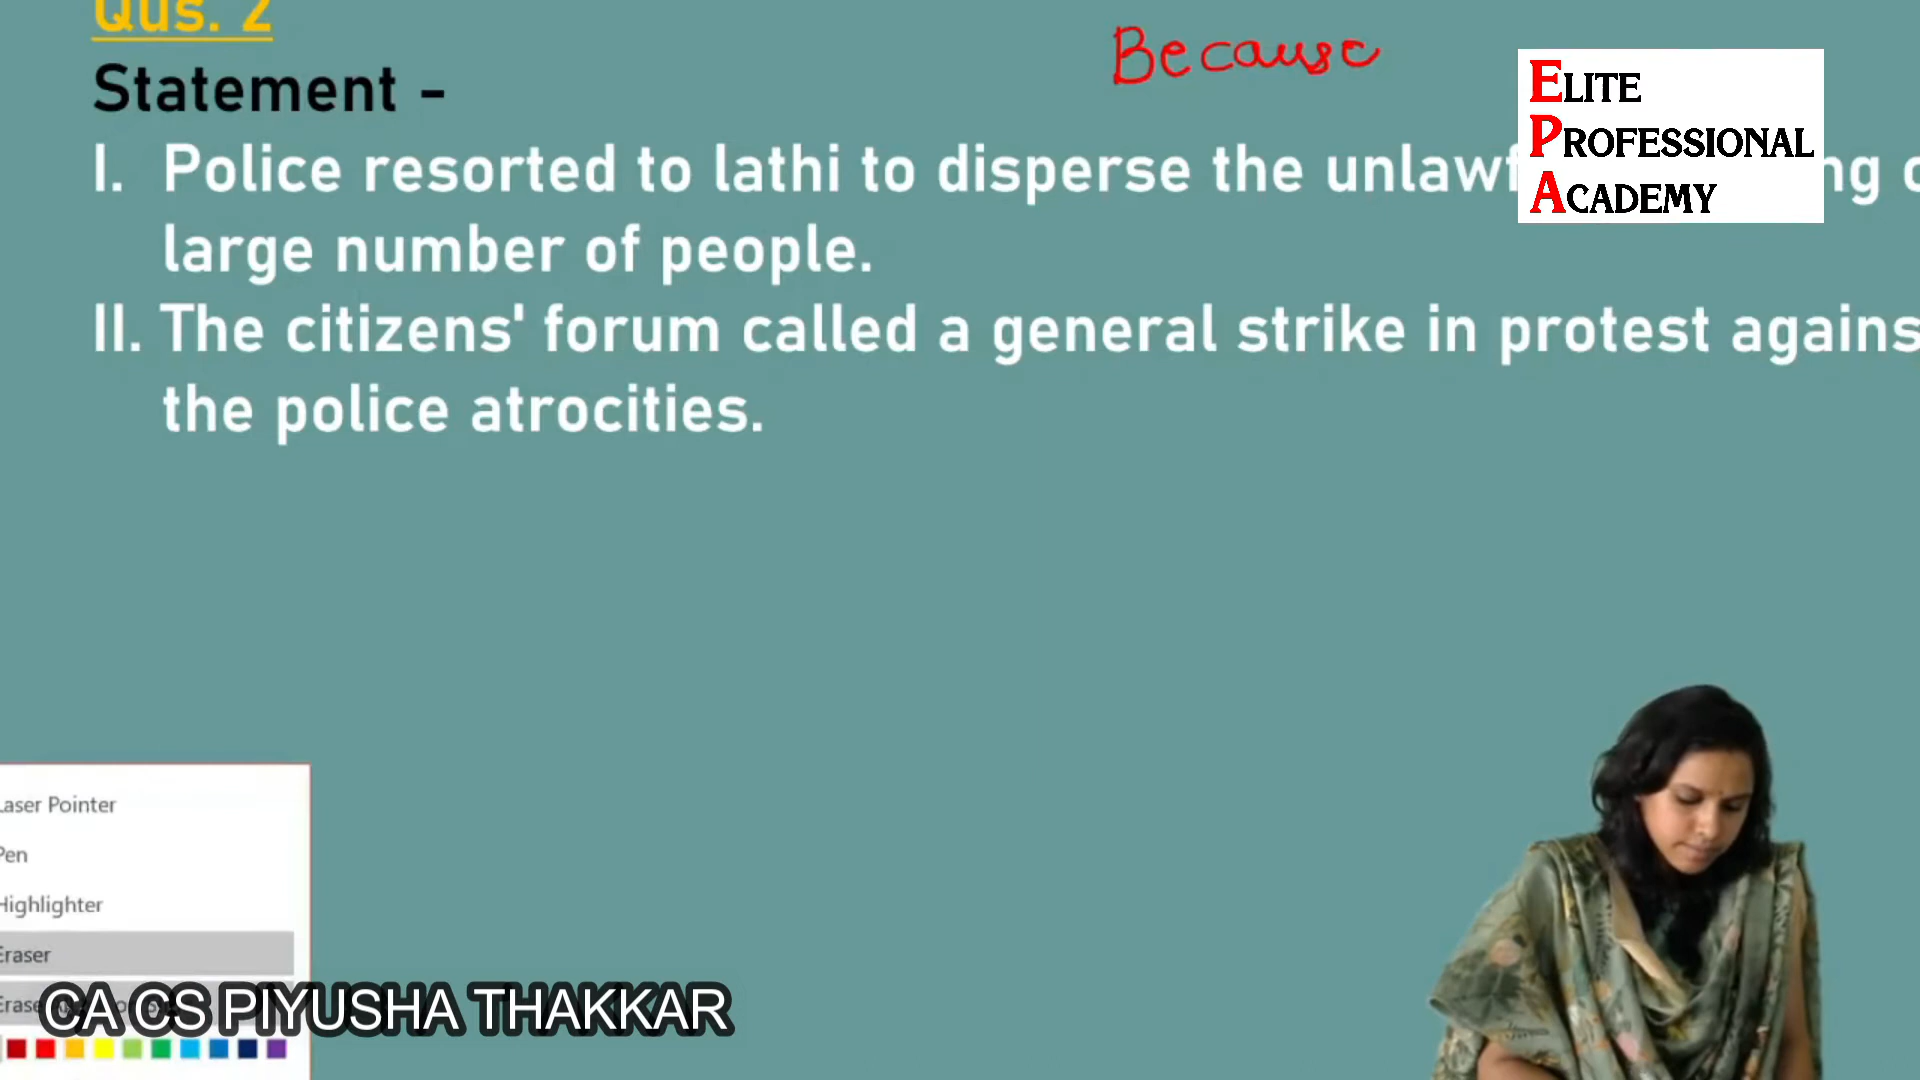 Qus. 2
Because
Statement -
ELITE
PROFESSIONAL
ACADEMY
I. Police resorted to lathi to disperse the
large number of people.
II. The citizens' forum called a general strike in protest
the police atrocities.
Laser Pointer
Pen
Highlighter
Eraser
CA CS PIYUSHA THAKKAR